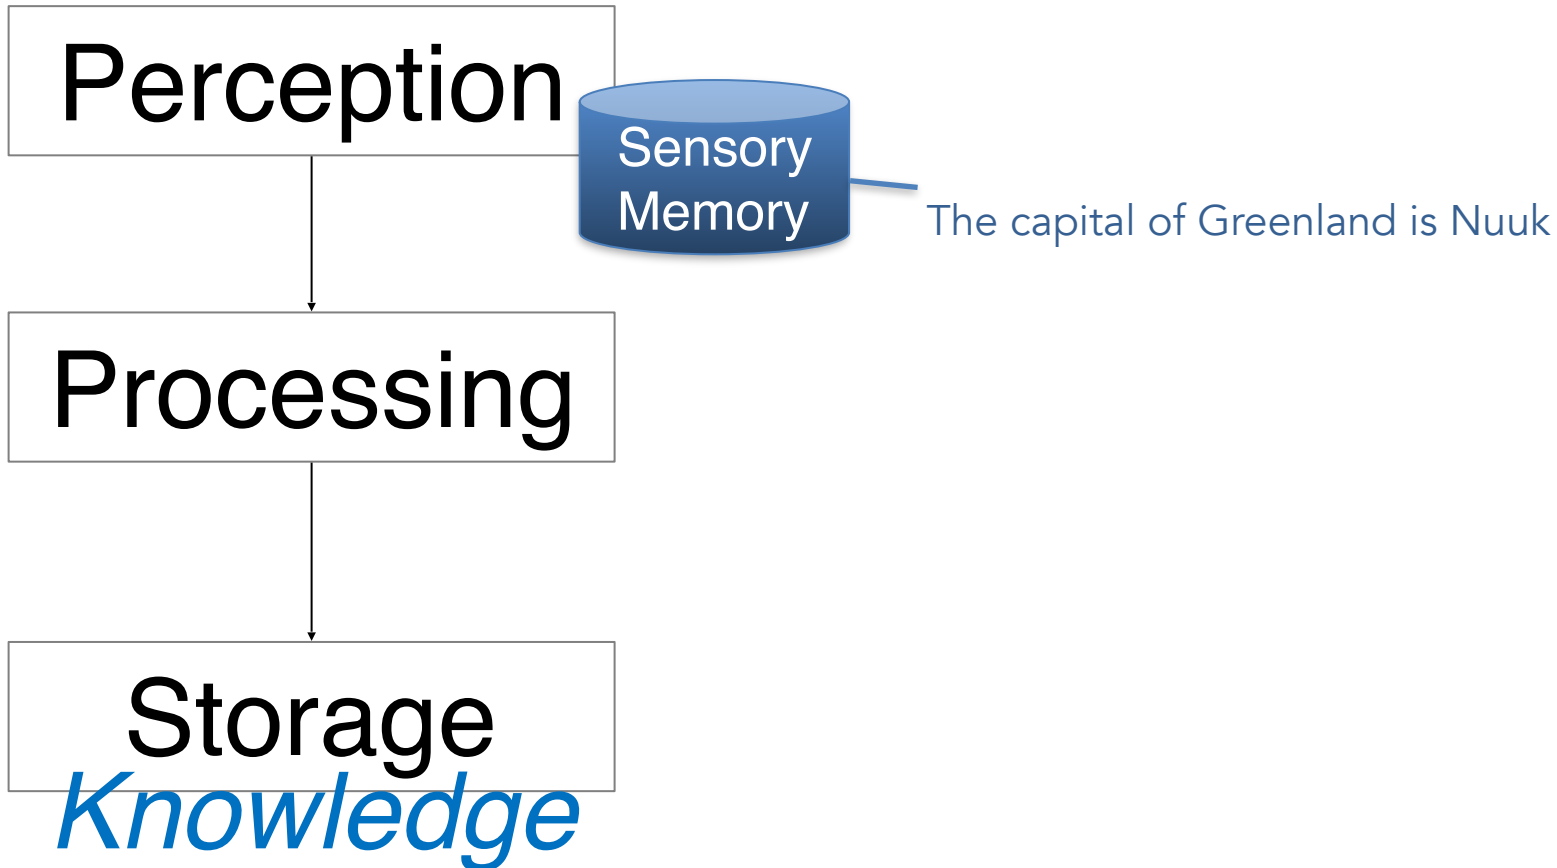 Perception
Sensory
Memory
The capital of Greenland is Nuuk
Processing
Storage
Knowledge